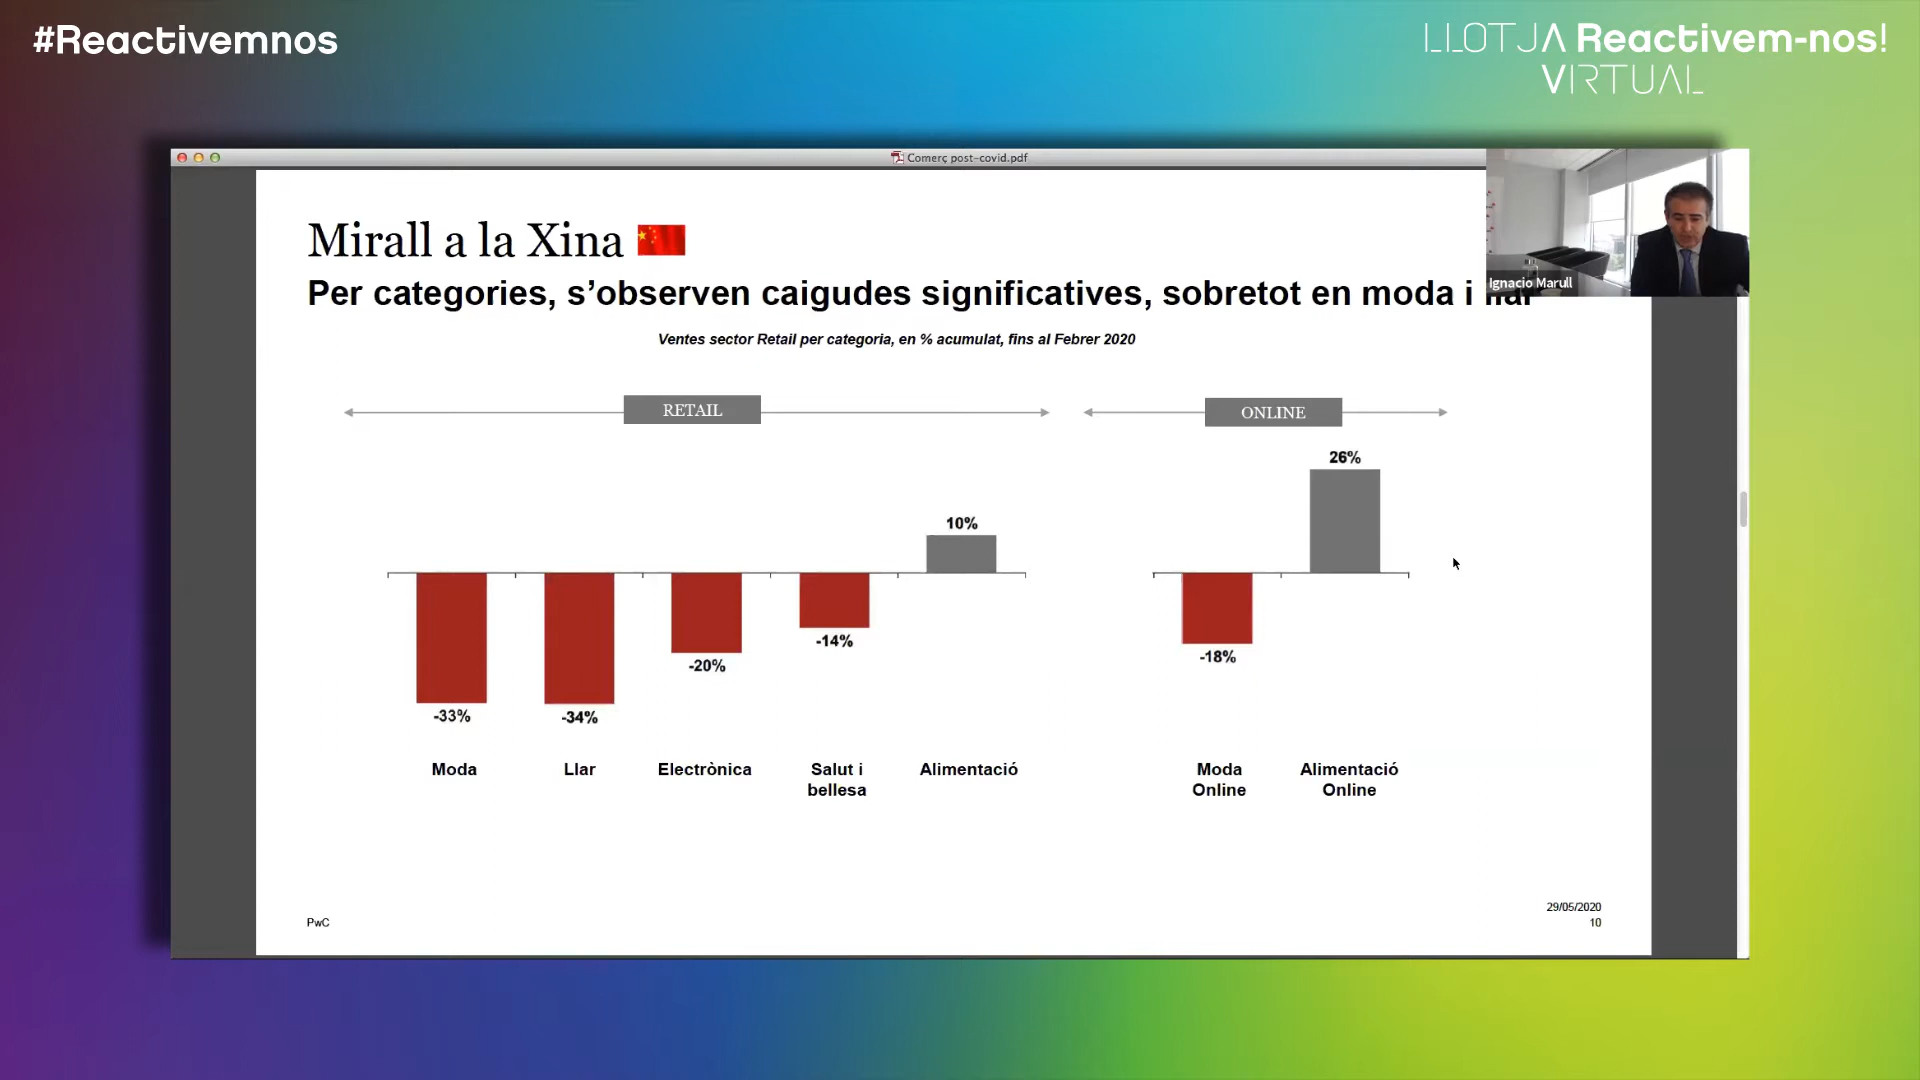 #Reactivemnos
LLOTJA Reactivem-nos!
VIRTUAL
Comerç post-covid.pdf
Mirall a la Xina
Ignacio Marull
Per categories, s’observen caigudes significatives, sobretot en moda i llar
Ventes sector Retail per categoria, en % acumulat, fins al Febrer 2020
RETAIL
ONLINE
26%
10%
-14%
-18%
-20%
-33%
-34%
Moda
Llar
Electrònica
Salut i
bellesa
Alimentació
Moda
Online
Alimentació
Online
29/05/2020
PwC
10